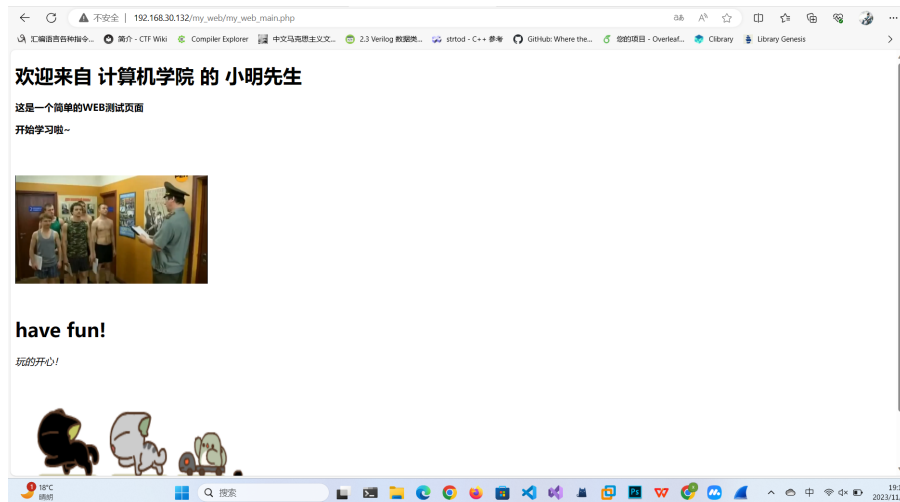 不安全 | 192.168.30.132/my_web/my_web_main.php
汇编语言各种指令...
简介 - CTF Wiki
Compiler Explorer
中文马克思主义文...
2.3 Verilog 数据类...
strtod - C++ 参考
GitHub: Where the...
您的项目 - Overleaf...
Clibrary
Library Genesis
欢迎来自 计算机学院 的 小明先生
这是一个简单的WEB测试页面
开始学习啦~
have fun!
玩的开心！
1
18°C
晴朗
搜索
中
2023/11